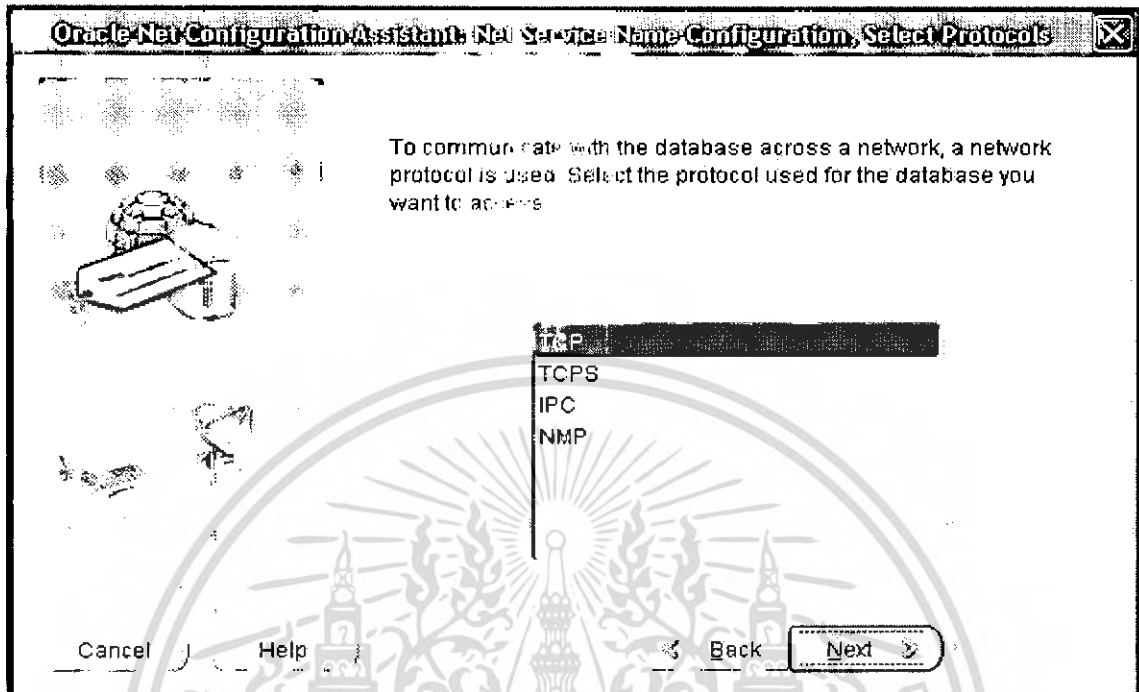 Oracle Net Configuration Assistant: Net Service Name Configuration, Select Protocols
To communicate with the database across a network, a network
protocol is used. Select the protocol used for the database you
want to access
TCP
TCPS
IPC
NMP
Cancel
Help
Back
Next